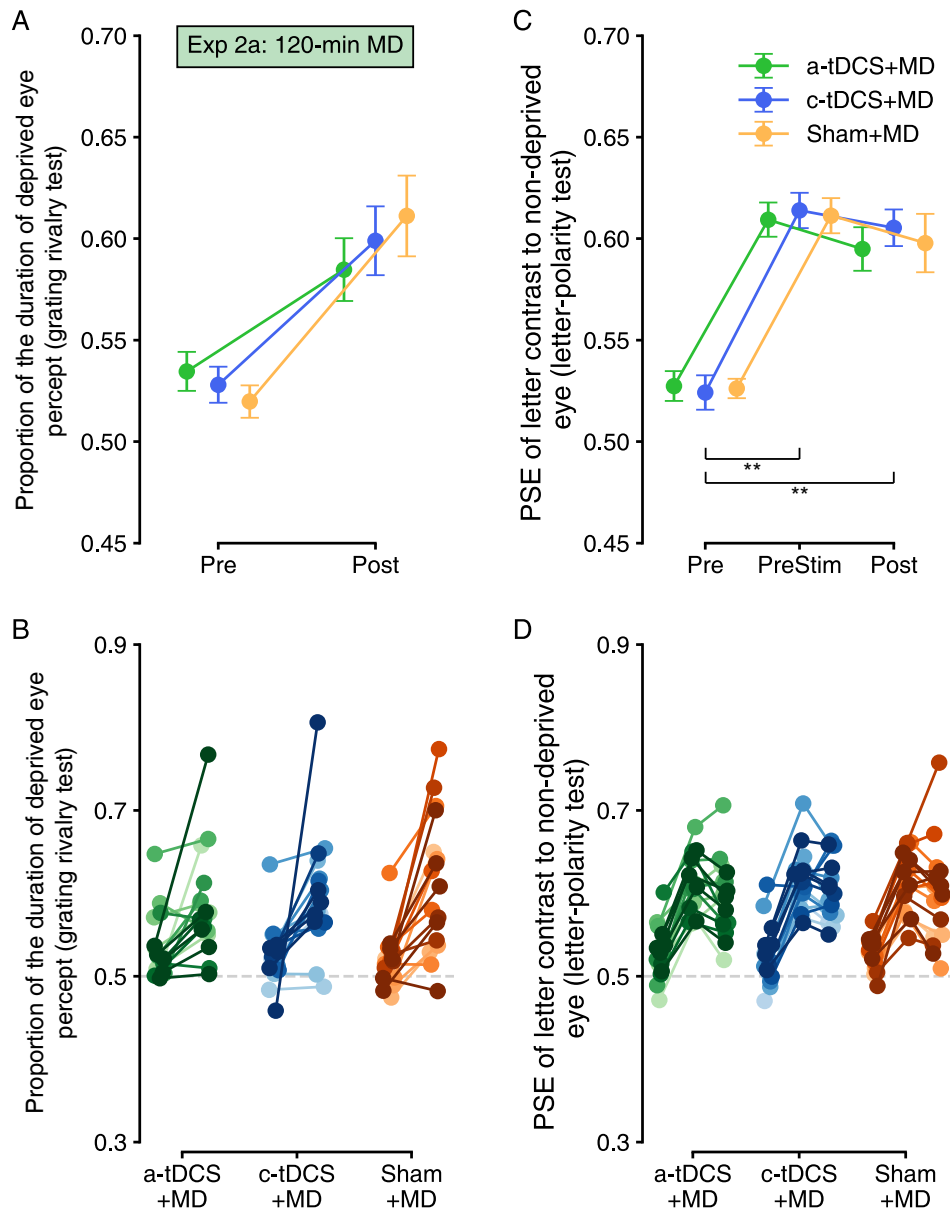 A
Exp 2a: 120-min MD
Proportion of the duration of deprived eye
percept (grating rivalry test)
0.70
0.65
0.60
0.55
0.50
0.45
Pre
Post
C
a-tDCS+MD
c-tDCS+MD
Sham+MD
PSE of letter contrast to non-deprived
eye (letter-polarity test)
0.70
0.65
0.60
0.55
0.50
0.45
**
**
Pre
PreStim
Post
B
Proportion of the duration of deprived eye
percept (grating rivalry test)
0.9
0.7
0.5
0.3
a-tDCS
+MD
c-tDCS
+MD
Sham
+MD
D
PSE of letter contrast to non-deprived
eye (letter-polarity test)
0.9
0.7
0.5
0.3
a-tDCS
+MD
c-tDCS
+MD
Sham
+MD